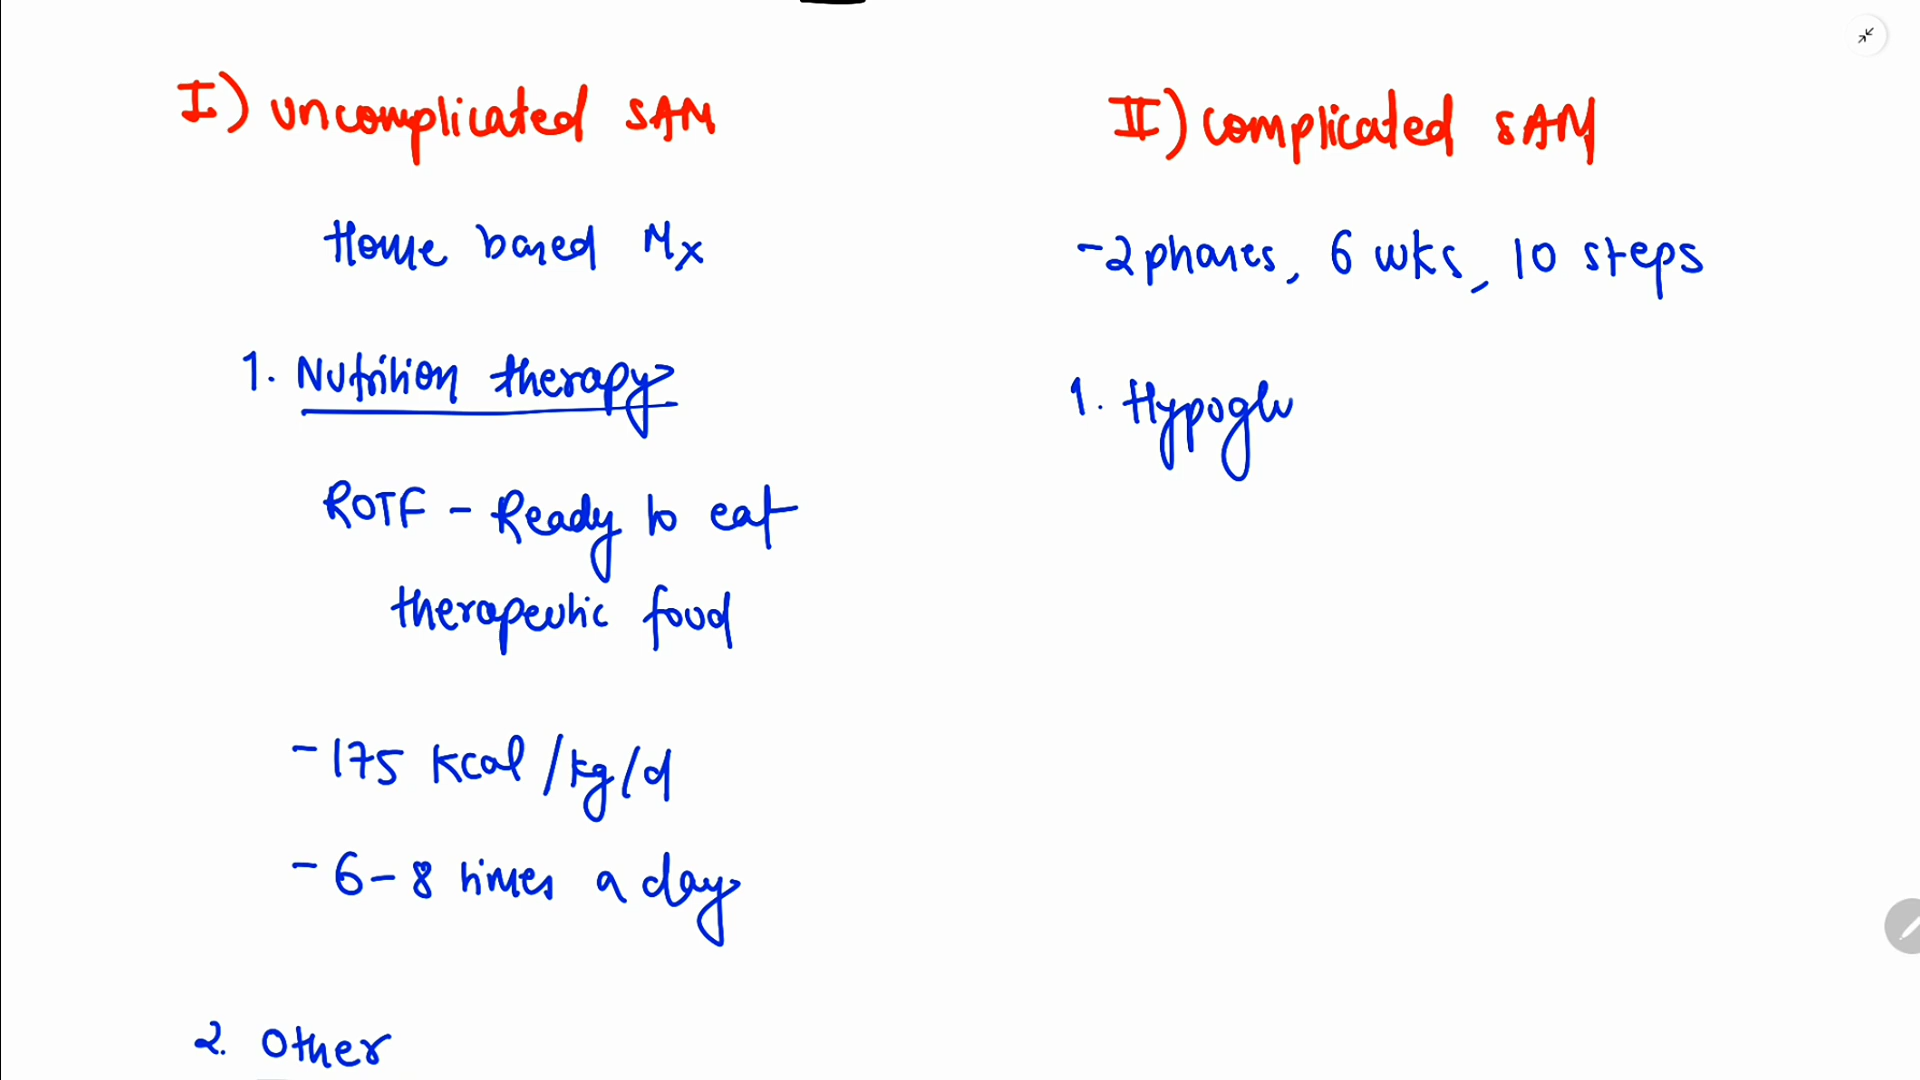 I) uncomplicated SAM
Home based Mx
1. Nutrition therapy
ROTF - Ready to eat
therapeutic food
- 175 Kcal/kg/d
- 6-8 times a day
2. Other
II) complicated SAM
- 2 phases, 6 wks, 10 steps
1. Hypoglu